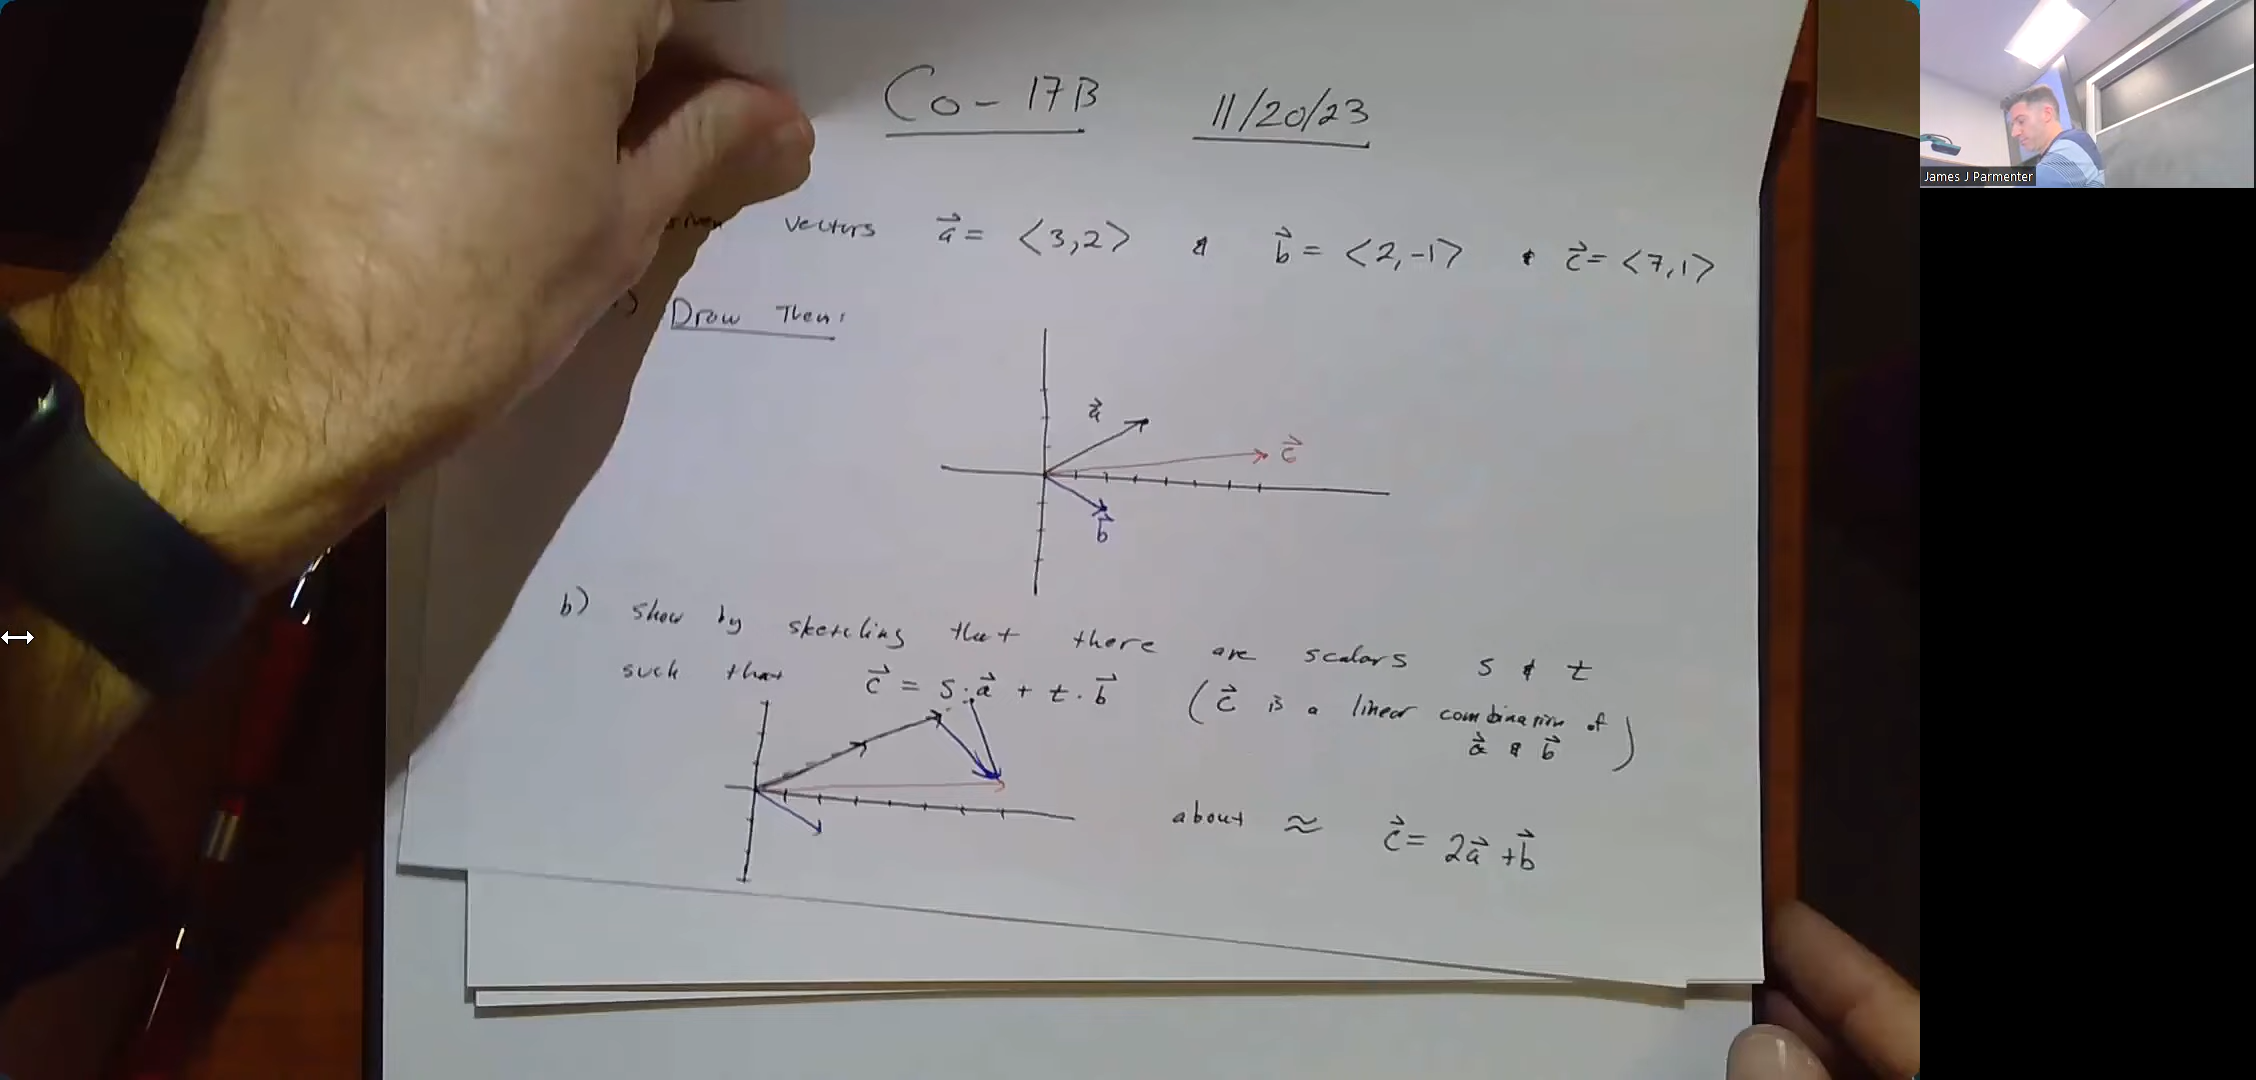 Co-17B 11/20/23
vectors a⃗ = ⟨3,2⟩ & b⃗ = ⟨2,-1⟩ & c⃗ = ⟨7,1⟩
Draw Them:
a⃗
c⃗
b⃗
b) show by sketching that there are scalars s & t
such that c⃗ = s·a⃗ + t·b⃗ (c⃗ is a linear combination of
a⃗ & b⃗)
about ≈ c⃗ = 2a⃗ + b⃗
James J Parmenter